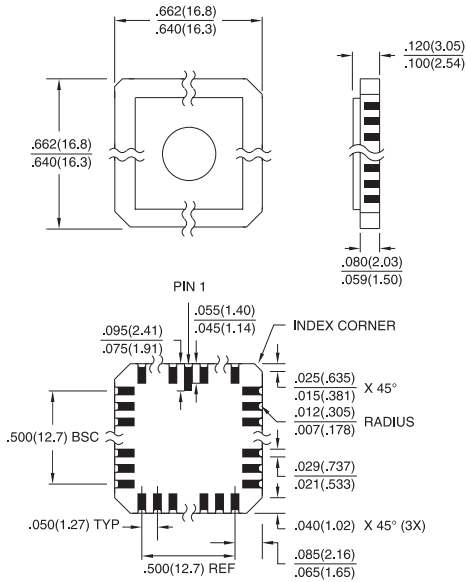 .662(16.8)
.640(16.3)
.120(3.05)
.100(2.54)
.662(16.8)
.640(16.3)
.080(2.03)
.059(1.50)
PIN 1
.055(1.40)
.045(1.14)
.095(2.41)
.075(1.91)
INDEX CORNER
.025(.635)
.015(.381)
X 45°
.012(.305)
.007(.178)
RADIUS
.500(12.7) BSC
.029(.737)
.021(.533)
.050(1.27) TYP
.040(1.02) X 45° (3X)
.500(12.7) REF
.085(2.16)
.065(1.65)